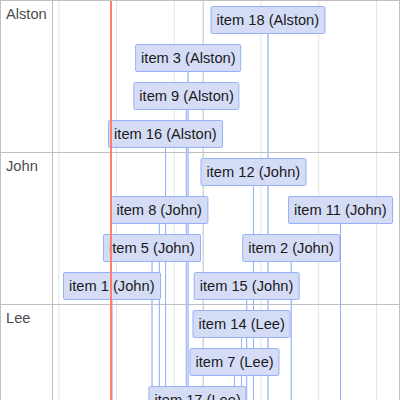 Alston
item 18 (Alston)
item 3 (Alston)
item 9 (Alston)
item 16 (Alston)
John
item 12 (John)
item 8 (John)
item 11 (John)
item 5 (John)
item 2 (John)
item 1 (John)
item 15 (John)
Lee
item 14 (Lee)
item 7 (Lee)
item 17 (Lee)